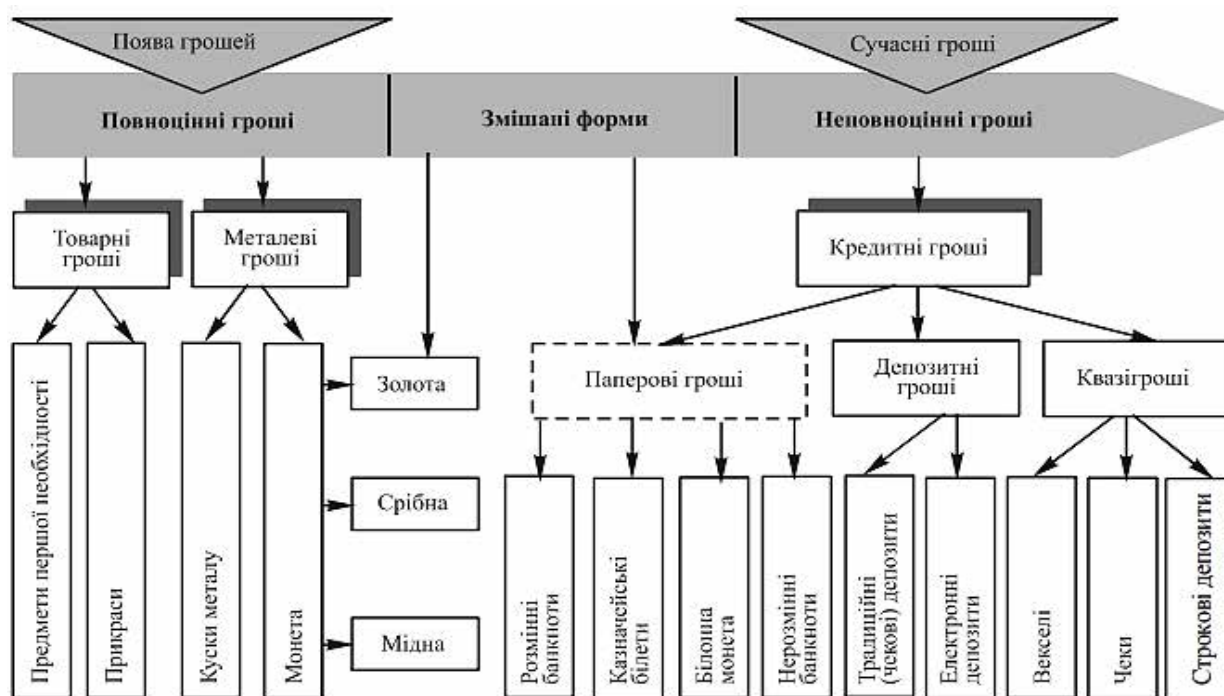 Поява грошей
Сучасні гроші
Повноцінні гроші
Змішані форми
Неповноцінні гроші
Товарні
гроші
Металеві
гроші
Кредитні гроші
Золота
Паперові гроші
Депозитні
гроші
Квазігроші
Срібна
Мідна
Предмети першої необхідності
Прикраси
Куски металу
Монета
Розмінні
банкноти
Казначейські
білети
Білонна
монета
Нерозмінні
банкноти
Традиційні
(чекові) депозити
Електронні
депозити
Векселі
Чеки
Строкові депозити